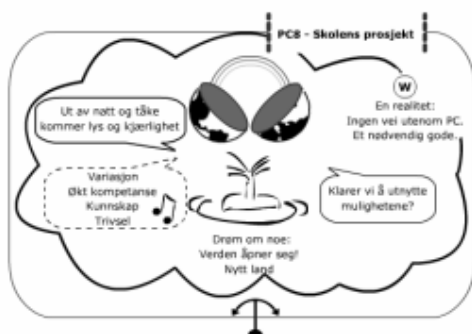 PC8 - Skolens prosjekt
W
En realitet:
Ingen vei utenom PC.
Et nødvendig gode.
Ut av natt og tåke
kommer lys og kjærlighet
Variasjon
Økt kompetanse
Kunnskap
Trivsel
Klarer vi å utnytte
mulighetene?
Drøm om noe:
Verden åpner seg!
Nytt land